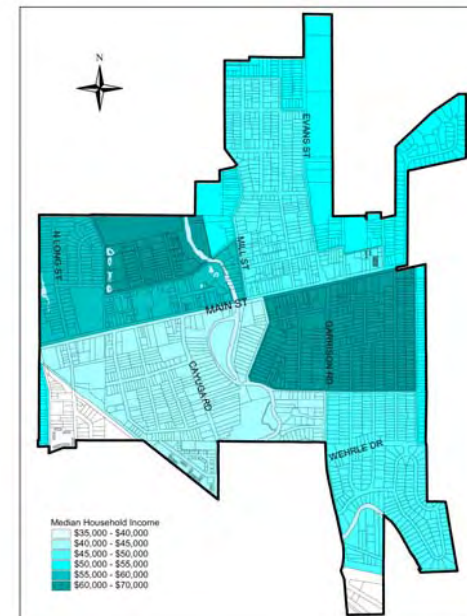 N
EVANS ST
N LONG ST
MILL ST
MAIN ST
GARRISON RD
CAYUGA RD
WEHRLE DR
Median Household Income
$35,000 - $40,000
$40,000 - $45,000
$45,000 - $50,000
$50,000 - $55,000
$55,000 - $60,000
$60,000 - $70,000